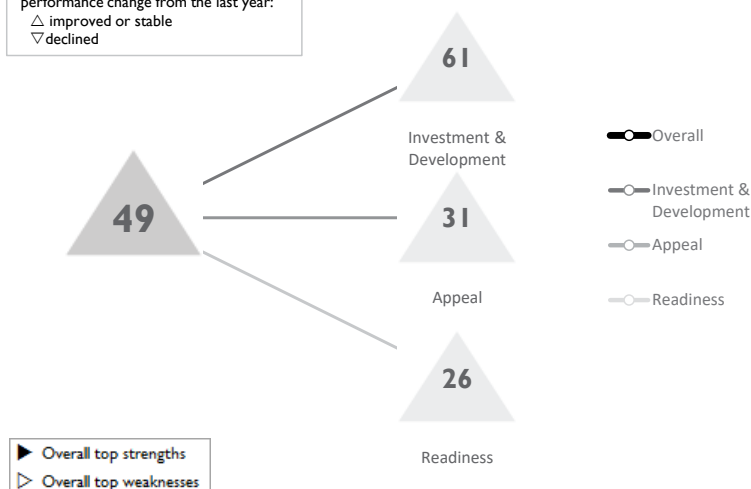 performance change from the last year:
△ improved or stable
▽ declined
61
Investment &
Development
49
31
Appeal
26
Readiness
Overall
Investment &
Development
Appeal
Readiness
▶ Overall top strengths
▷ Overall top weaknesses